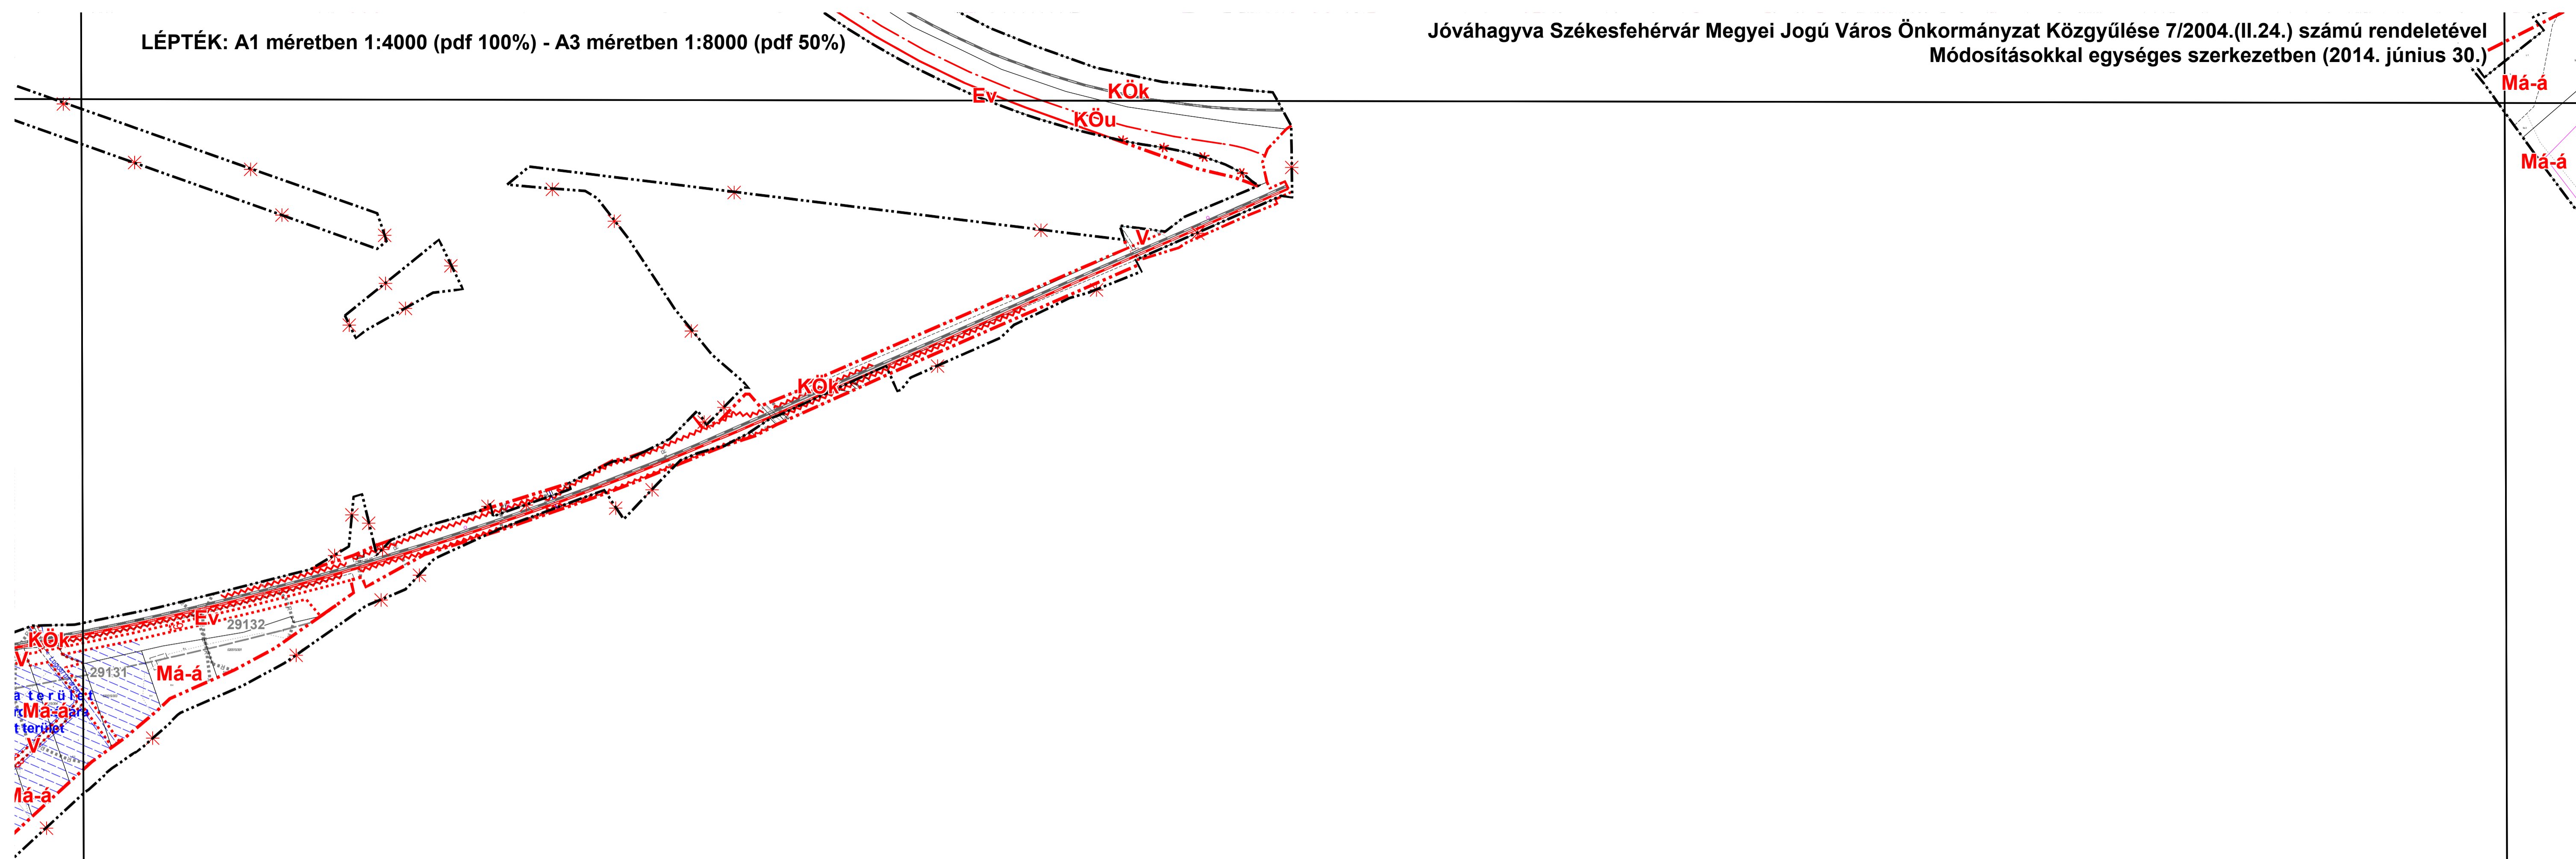 LÉPTÉK: A1 méretben 1:4000 (pdf 100%) - A3 méretben 1:8000 (pdf 50%)
Jóváhagyva Székesfehérvár Megyei Jogú Város Önkormányzat Közgyűlése 7/2004.(II.24.) számú rendeletével
Módosításokkal egységes szerkezetben (2014. június 30.)
Má-á
Ev
KÖk
KÖu
Má-á
V
KÖk
V
Ev
29132
KÖk
V
29131
Má-á
a terület
Má-á
t terület
V
Má-á